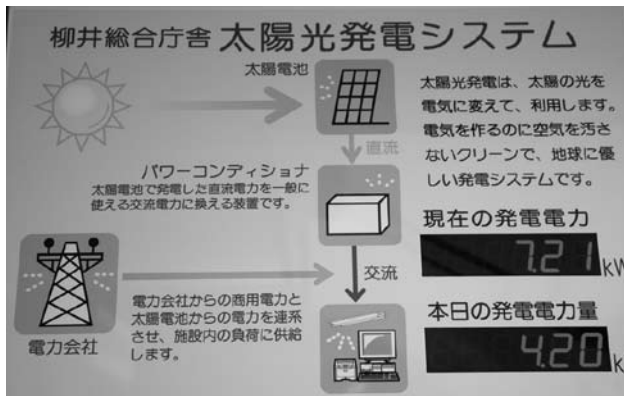 柳井総合庁舎 太陽光発電システム
太陽電池
直流
パワーコンディショナ
太陽電池で発電した直流電力を一般に
使える交流電力に換える装置です。
交流
電力会社
電力会社からの商用電力と
太陽電池からの電力を連系
させ、施設内の負荷に供給
します。
太陽光発電は、太陽の光を
電気に変えて、利用します。
電気を作るのに空気を汚さ
ないクリーンで、地球に優
しい発電システムです。
現在の発電電力
7.21 kW
本日の発電電力量
4.20 k